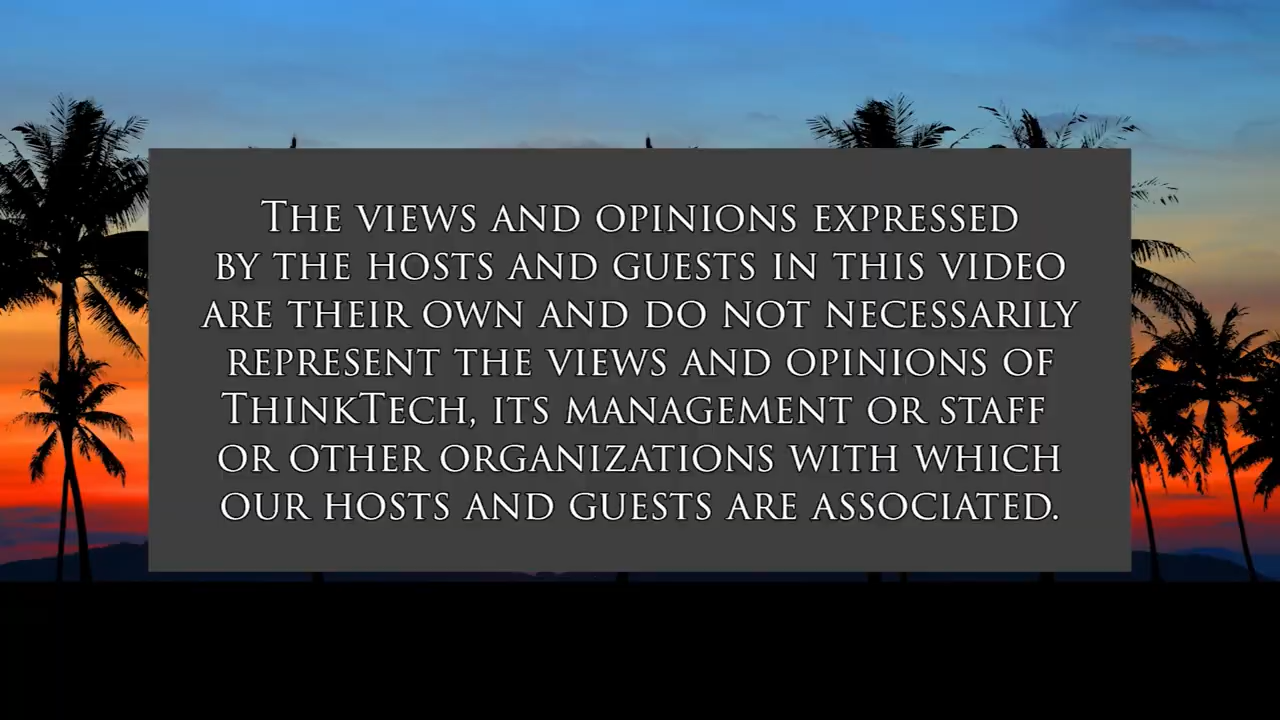 The views and opinions expressed
by the hosts and guests in this video
are their own and do not necessarily
represent the views and opinions of
ThinkTech, its management or staff
or other organizations with which
our hosts and guests are associated.